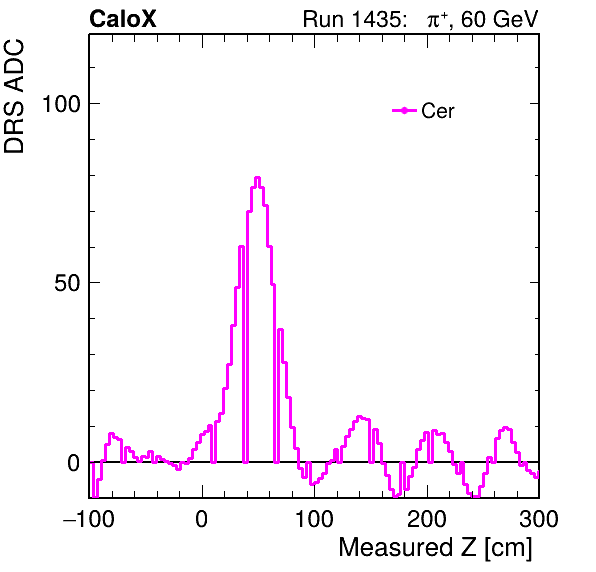 CaloX Run 1435: π⁺, 60 GeV
DRS ADC
Cer
100
50
0
−100 0 100 200 300
Measured Z [cm]